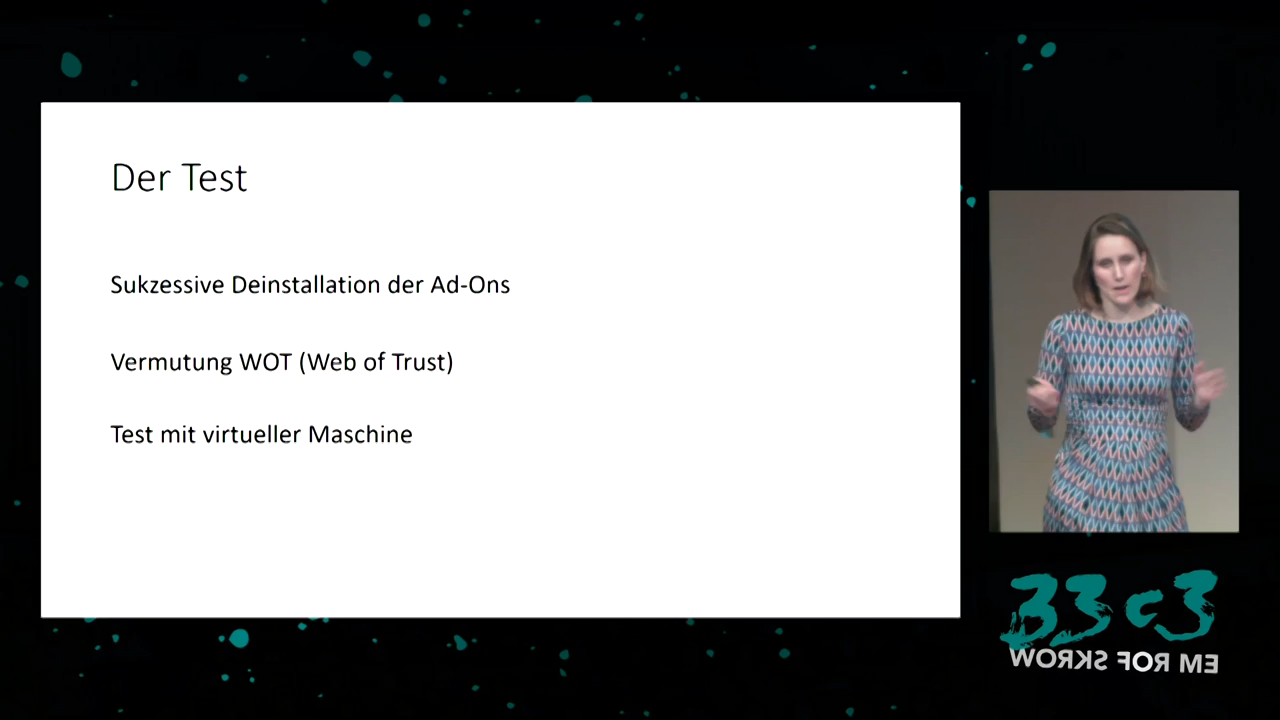 Der Test
Sukzessive Deinstallation der Ad-Ons
Vermutung WOT (Web of Trust)
Test mit virtueller Maschine
33c3
WORKS FOR ME